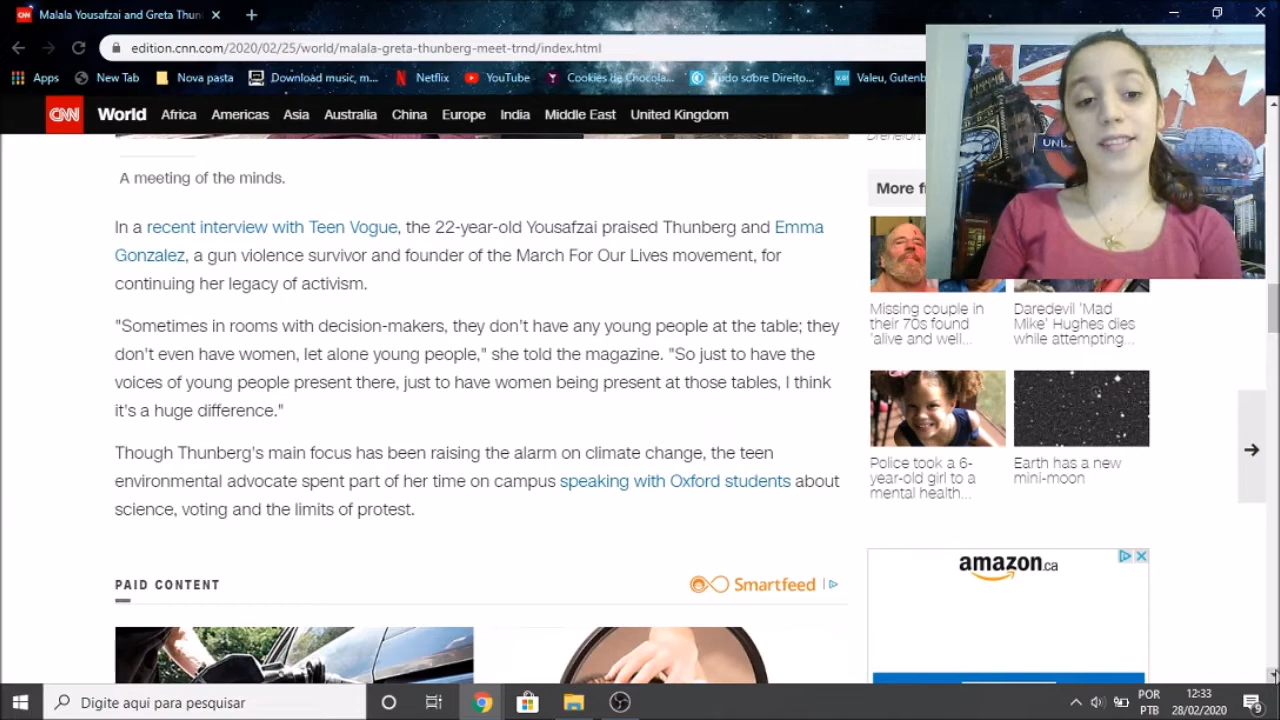 Malala Yousafzai and Greta Thun
edition.cnn.com/2020/02/25/world/malala-greta-thunberg-meet-trnd/index.html
Apps New Tab Nova pasta Download music, m... Netflix YouTube Cookies de Chocola... Tudo sobre Direito... Valeu, Gutenb
CNN World Africa Americas Asia Australia China Europe India Middle East United Kingdom
A meeting of the minds.
In a recent interview with Teen Vogue, the 22-year-old Yousafzai praised Thunberg and Emma
Gonzalez, a gun violence survivor and founder of the March For Our Lives movement, for
continuing her legacy of activism.
"Sometimes in rooms with decision-makers, they don't have any young people at the table; they
don't even have women, let alone young people," she told the magazine. "So just to have the
voices of young people present there, just to have women being present at those tables, I think
it's a huge difference."
Though Thunberg's main focus has been raising the alarm on climate change, the teen
environmental advocate spent part of her time on campus speaking with Oxford students about
science, voting and the limits of protest.
PAID CONTENT
Smartfeed
More f
Missing couple in
their 70s found
'alive and well...
Daredevil 'Mad
Mike' Hughes dies
while attempting...
Police took a 6-
year-old girl to a
mental health...
Earth has a new
mini-moon
amazon.ca
Digite aqui para pesquisar
POR
PTB
12:33
28/02/2020
9